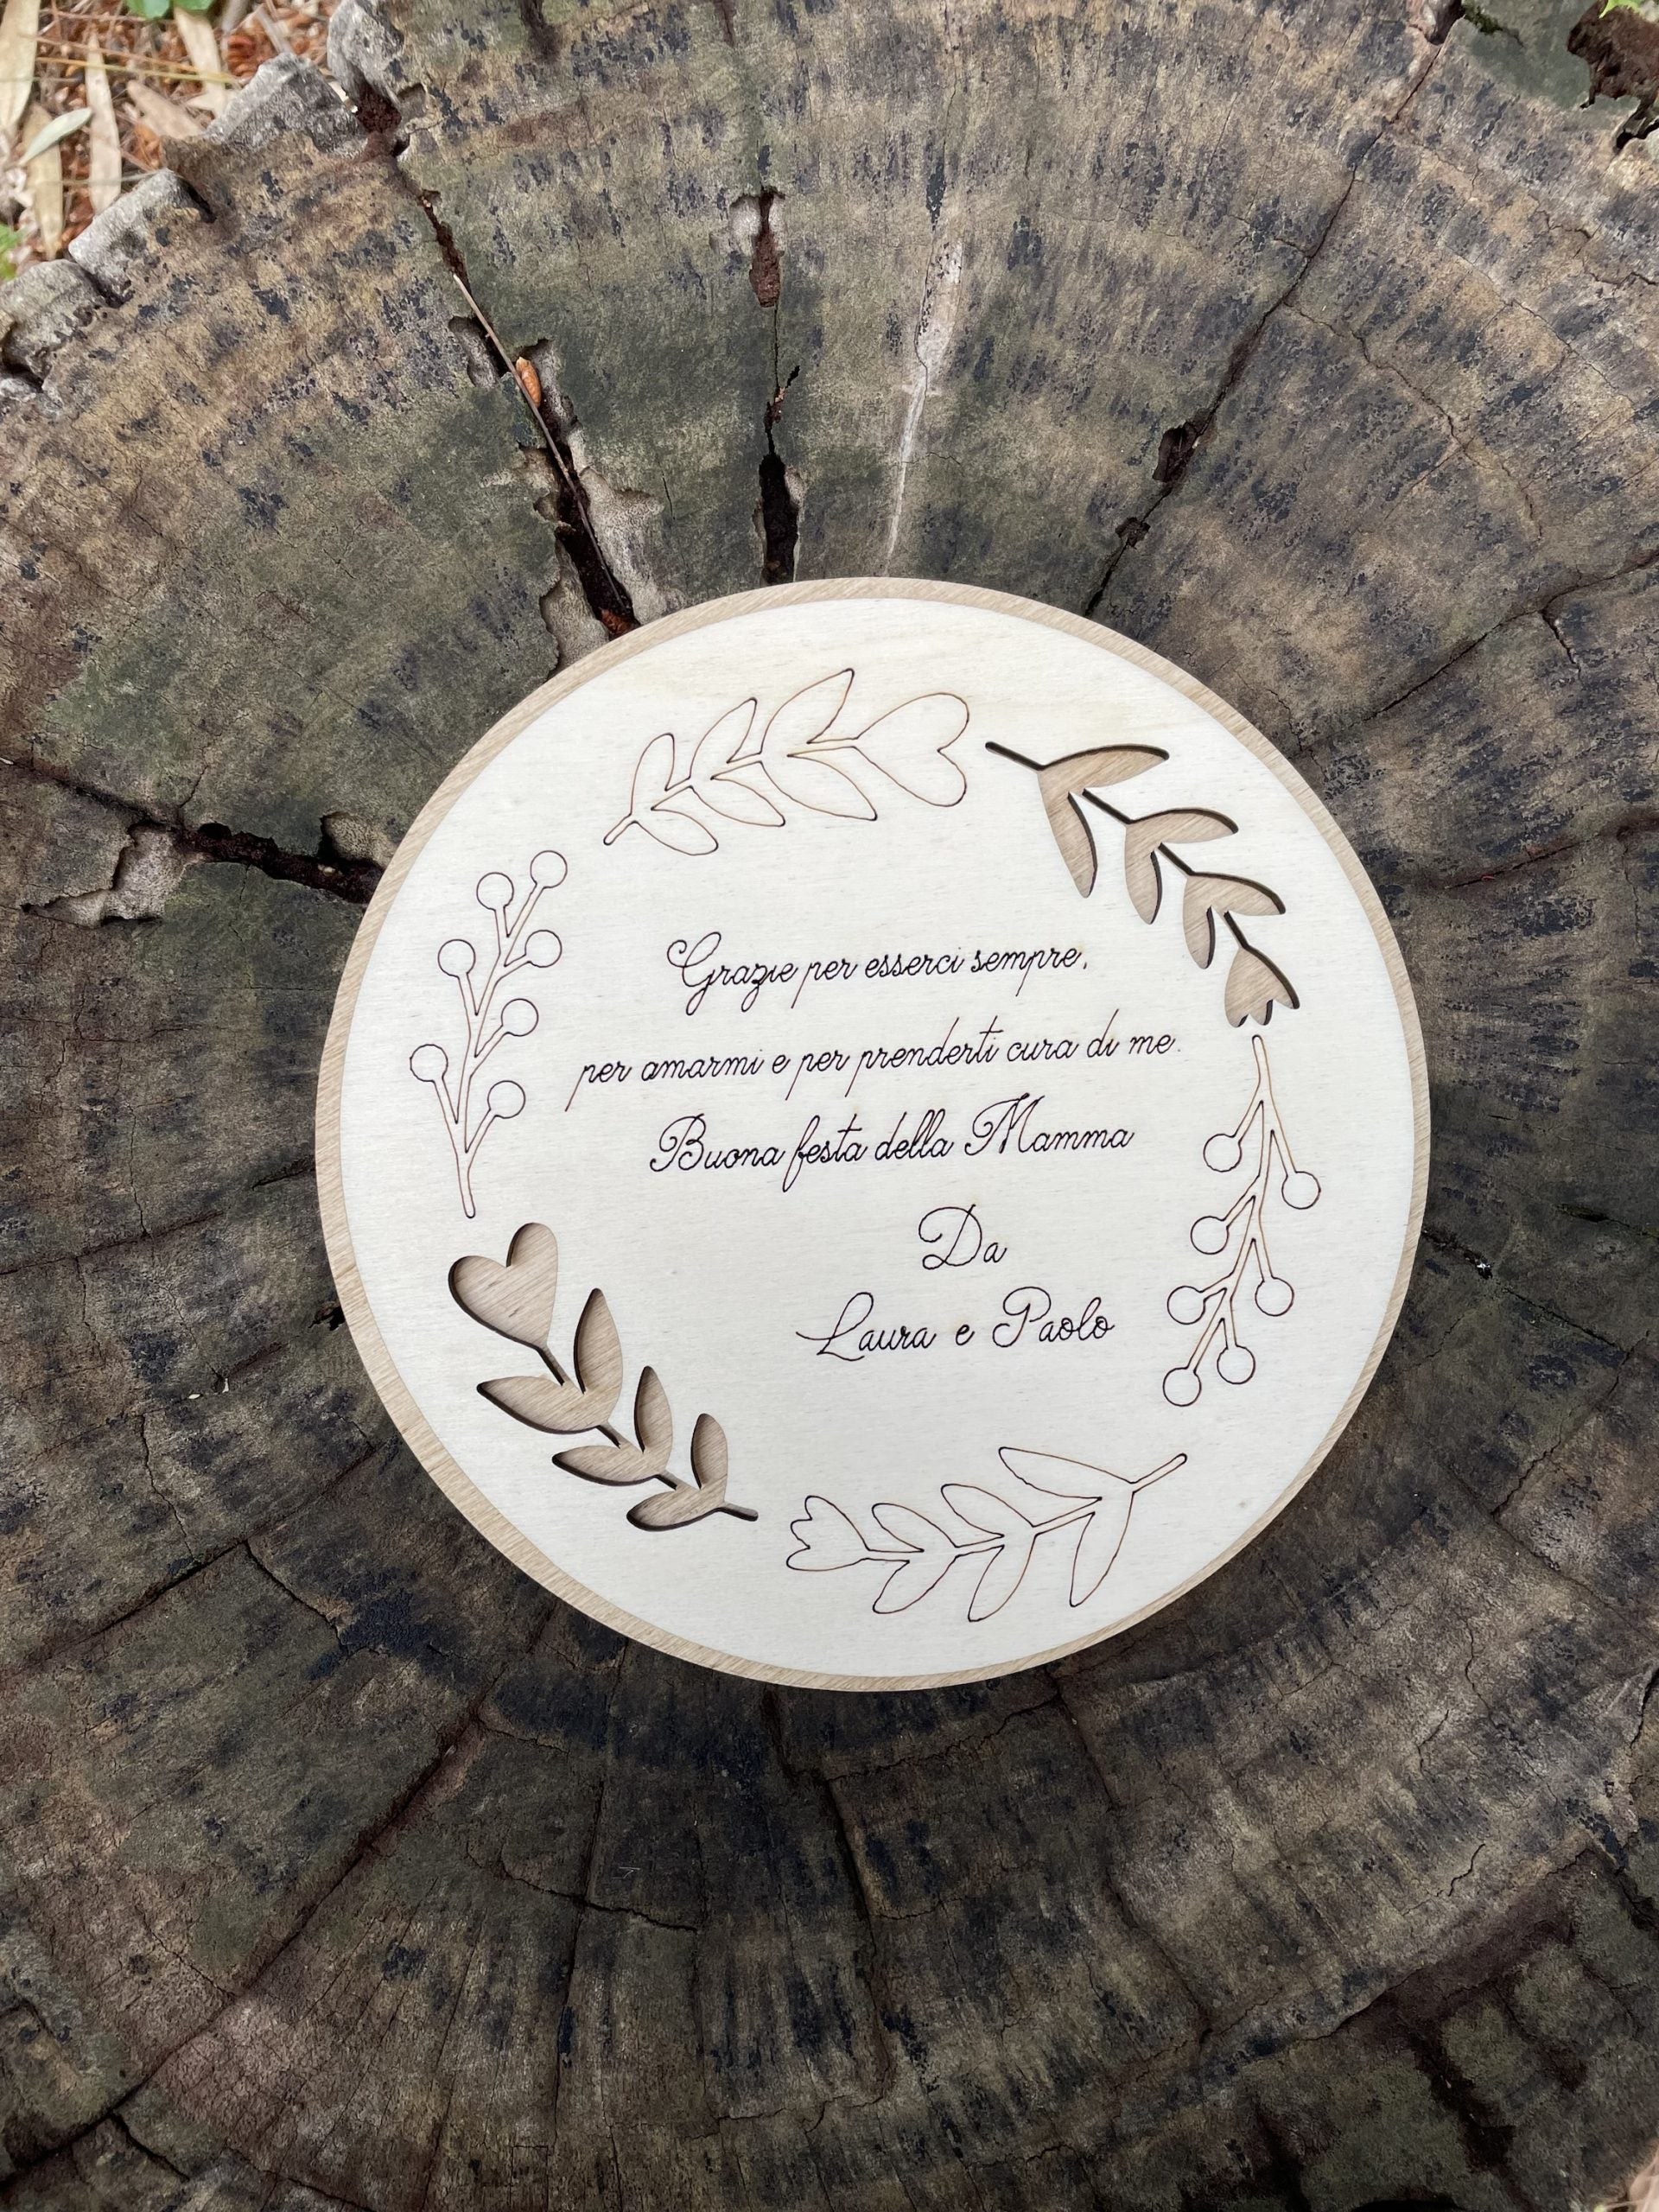 Grazie per esserci sempre,
per amarmi e per prenderti cura di me.
Buona festa della Mamma
Da
Laura e Paolo